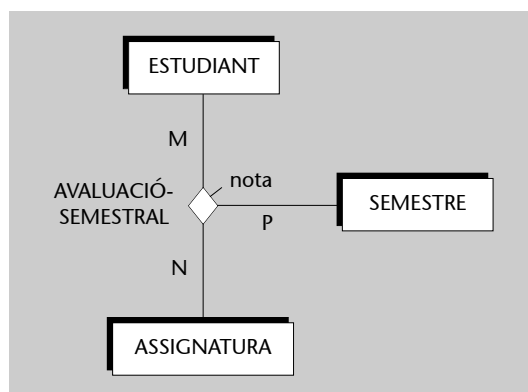 ESTUDIANT
M
nota
AVALUACIÓ-
SEMESTRAL
SEMESTRE
P
N
ASSIGNATURA